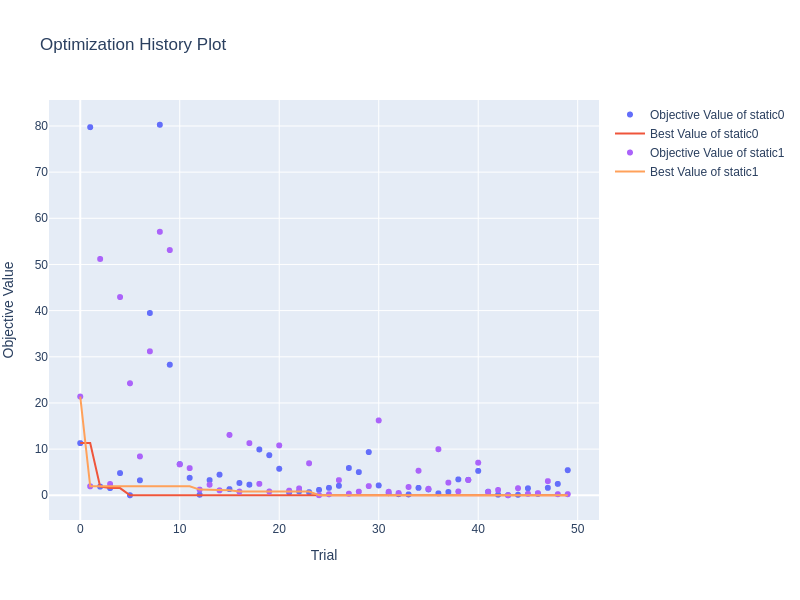 Optimization History Plot
Objective Value of static0
Best Value of static0
Objective Value of static1
Best Value of static1
80
70
60
50
40
30
20
10
0
Objective Value
0 10 20 30 40 50
Trial